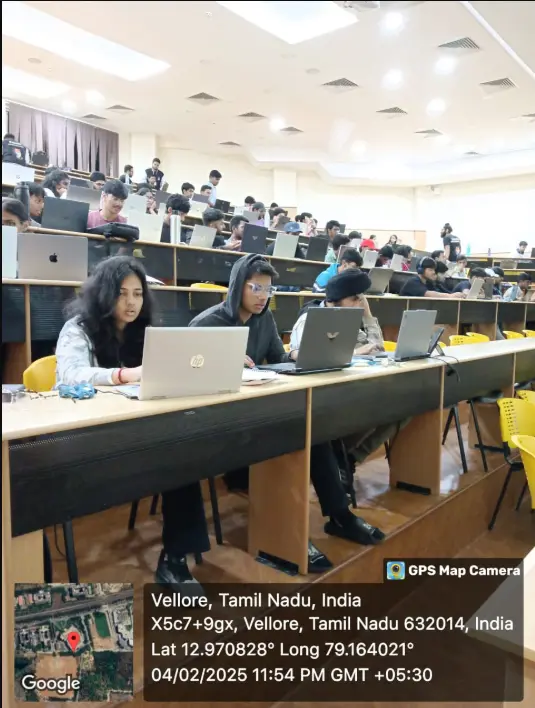 hp
GPS Map Camera
Vellore, Tamil Nadu, India
X5c7+9gx, Vellore, Tamil Nadu 632014, India
Lat 12.970828° Long 79.164021°
04/02/2025 11:54 PM GMT +05:30
Google